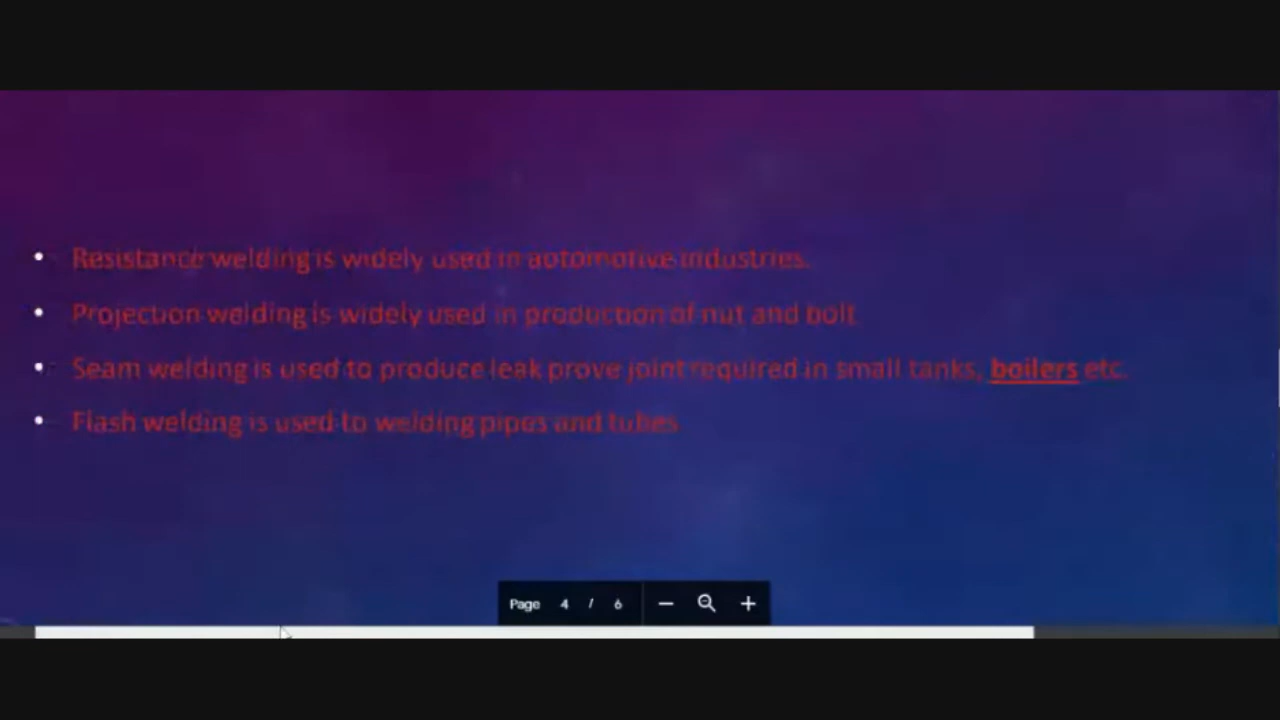 • Resistance welding is widely used in automotive industries.
• Projection welding is widely used in production of nut and bolt
• Seam welding is used to produce leak prove joint required in small tanks, boilers etc.
• Flash welding is used to welding pipes and tubes
Page 4 / 6